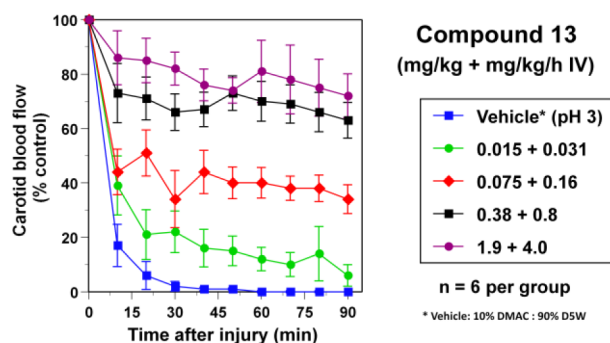 Carotid blood flow
(% control)
100
80
60
40
20
0
0
15
30
45
60
75
90
Time after injury (min)
Compound 13
(mg/kg + mg/kg/h IV)
Vehicle* (pH 3)
0.015 + 0.031
0.075 + 0.16
0.38 + 0.8
1.9 + 4.0
n = 6 per group
* Vehicle: 10% DMAC : 90% D5W